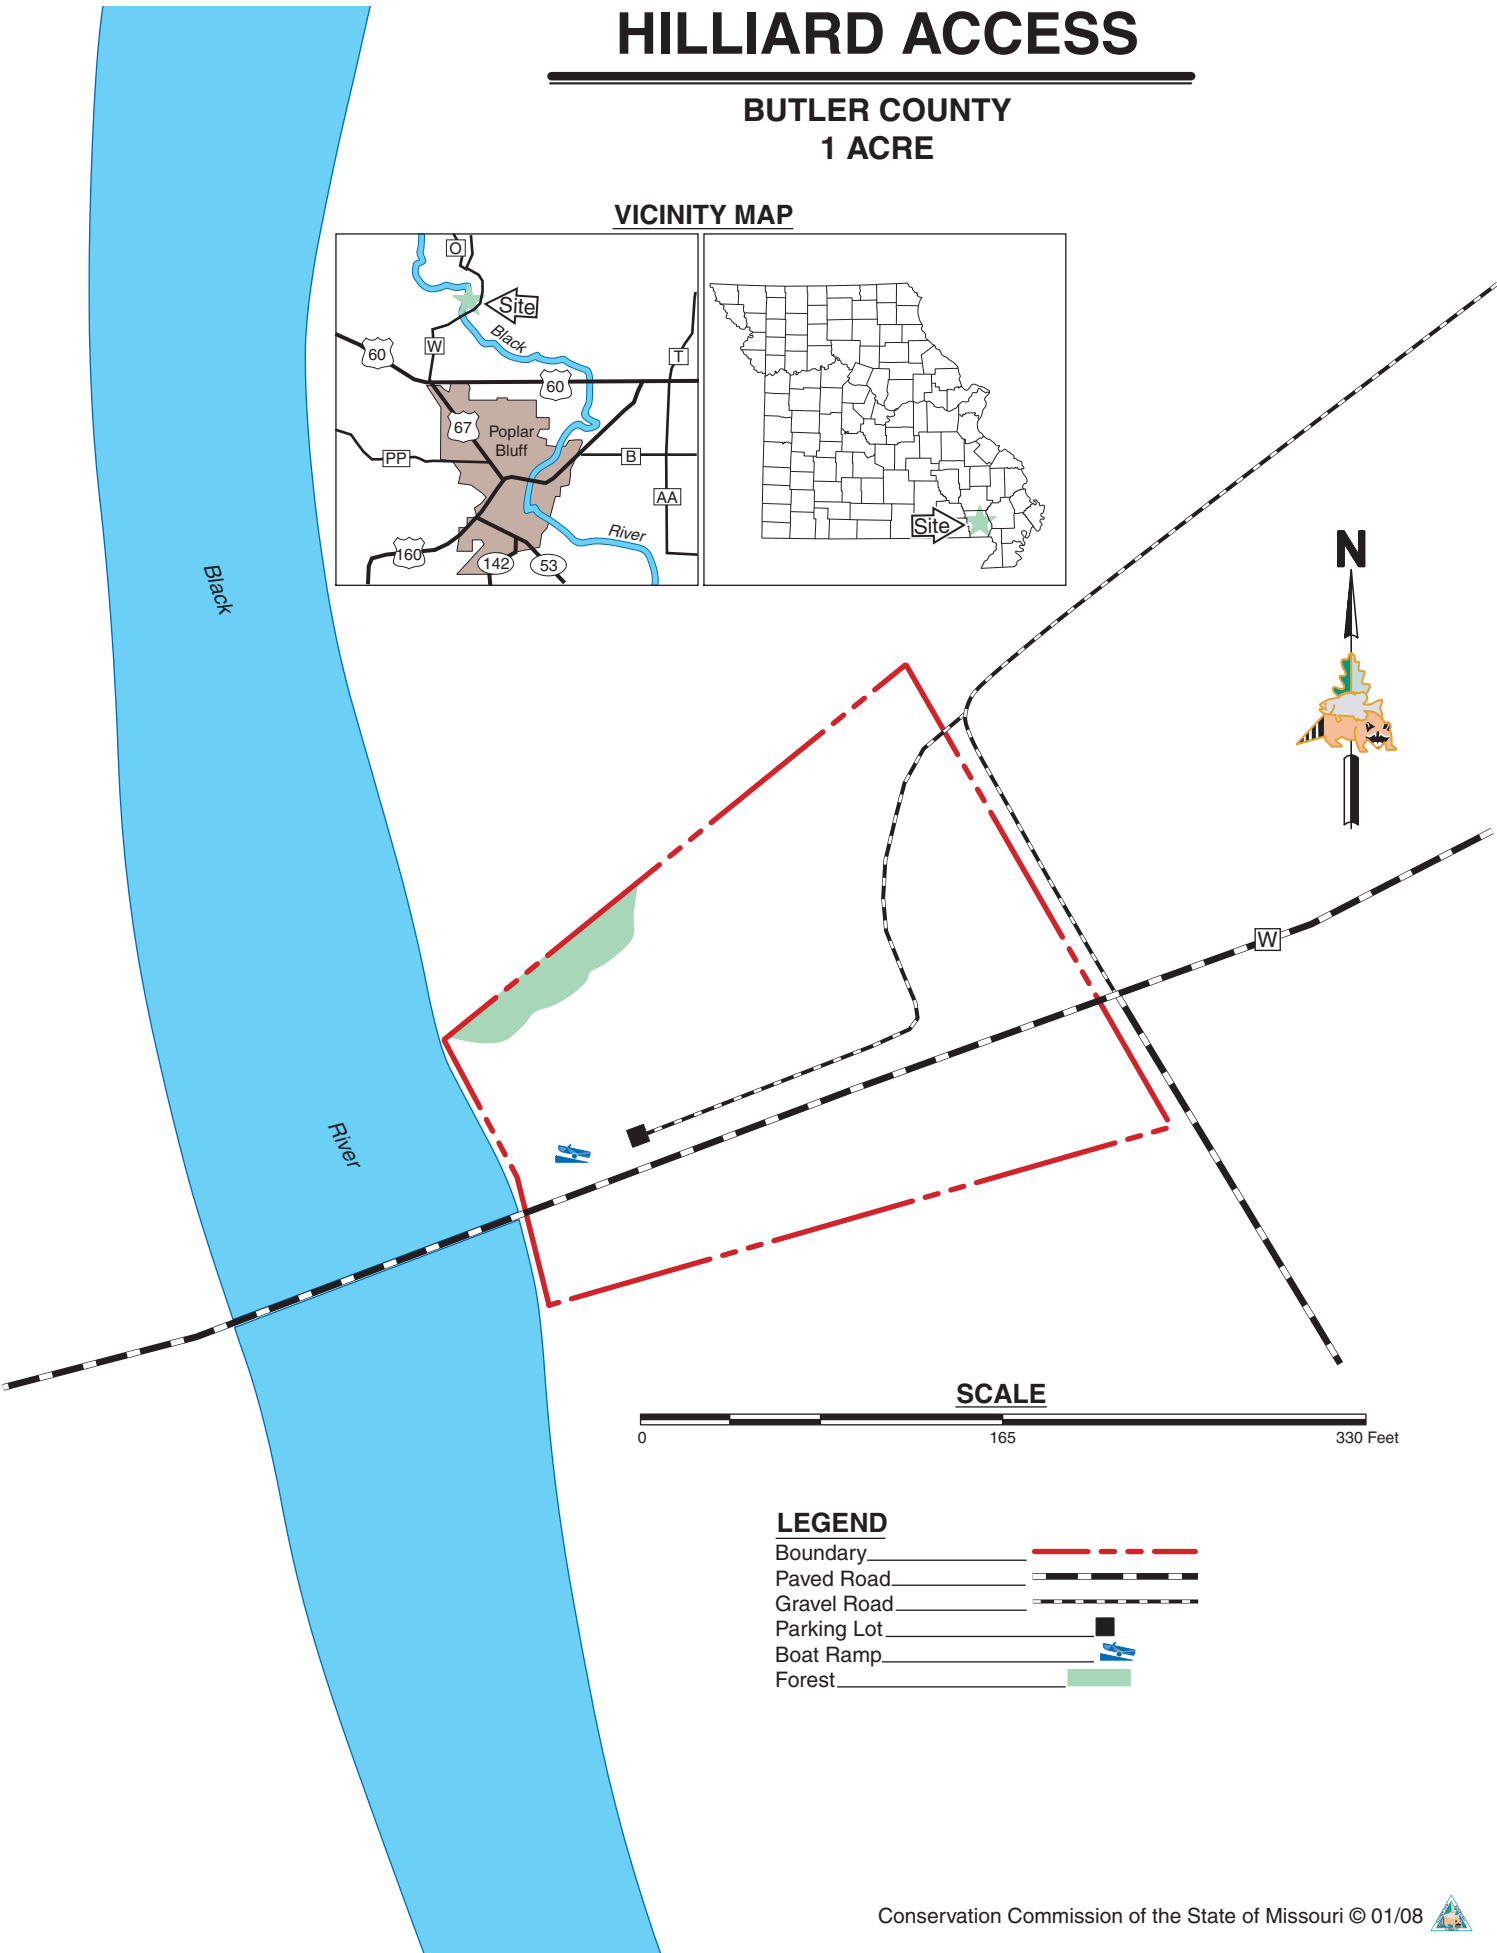 HILLIARD ACCESS
BUTLER COUNTY
1 ACRE
VICINITY MAP
O
Site
Black
W
60
T
60
67
Poplar
Bluff
PP
B
AA
River
160
142
53
Site
N
Black
W
River
SCALE
0 165 330 Feet
LEGEND
Boundary
Paved Road
Gravel Road
Parking Lot
Boat Ramp
Forest
Conservation Commission of the State of Missouri © 01/08